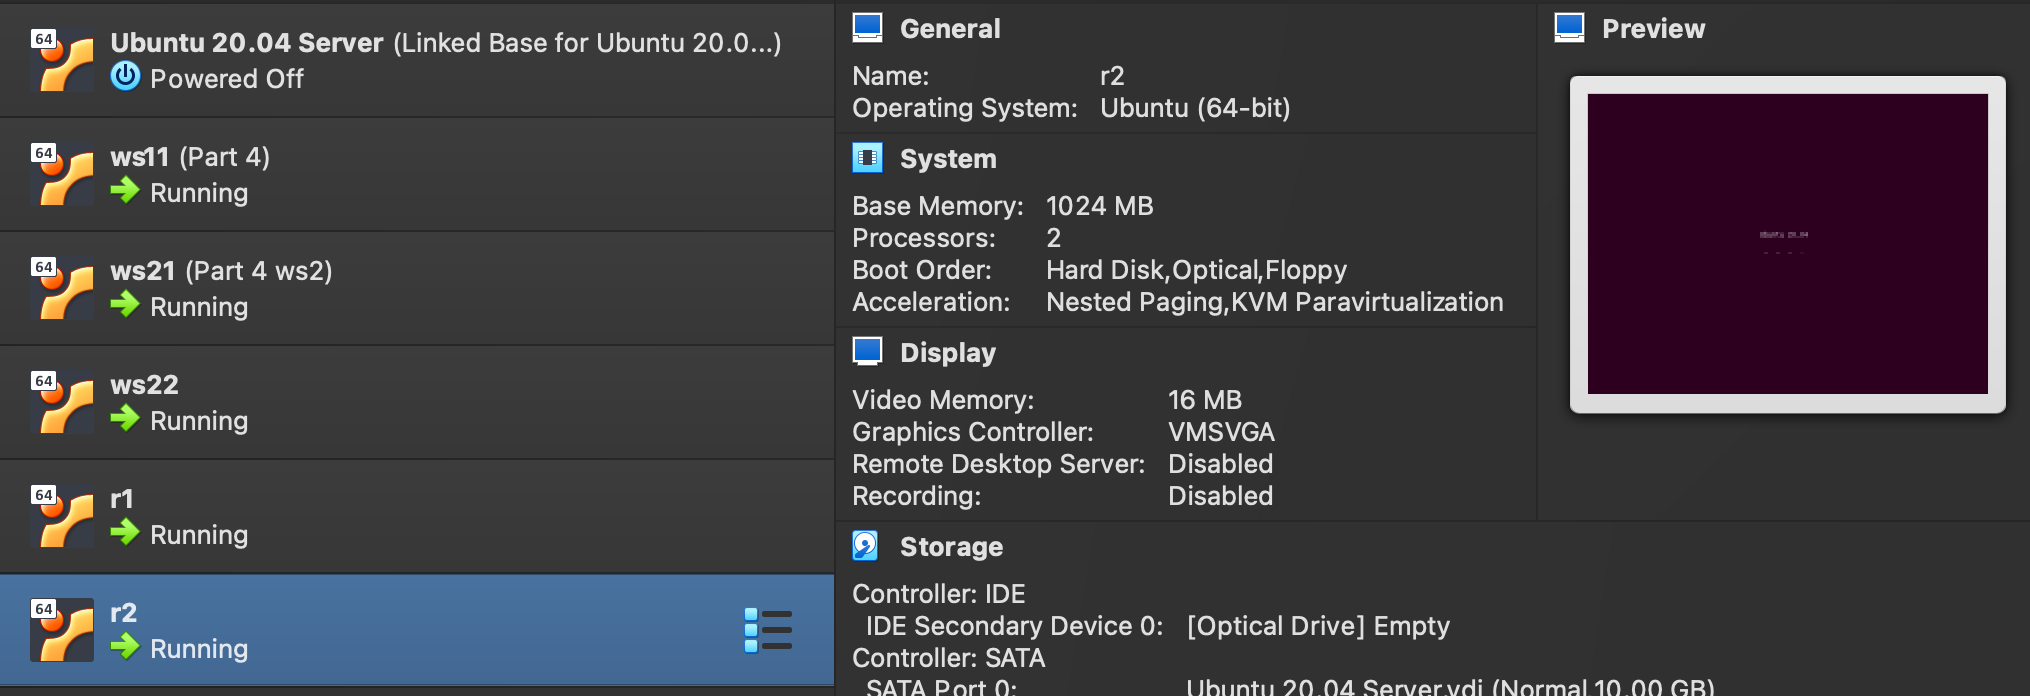 64
Ubuntu 20.04 Server (Linked Base for Ubuntu 20.0...)
Powered Off
64
ws11 (Part 4)
Running
64
ws21 (Part 4 ws2)
Running
64
ws22
Running
64
r1
Running
64
r2
Running
General
Name: r2
Operating System: Ubuntu (64-bit)
System
Base Memory: 1024 MB
Processors: 2
Boot Order: Hard Disk,Optical,Floppy
Acceleration: Nested Paging,KVM Paravirtualization
Display
Video Memory: 16 MB
Graphics Controller: VMSVGA
Remote Desktop Server: Disabled
Recording: Disabled
Storage
Controller: IDE
IDE Secondary Device 0: [Optical Drive] Empty
Controller: SATA
SATA Port 0: Ubuntu 20.04 Server.vdi (Normal 10.00 GB)
Preview